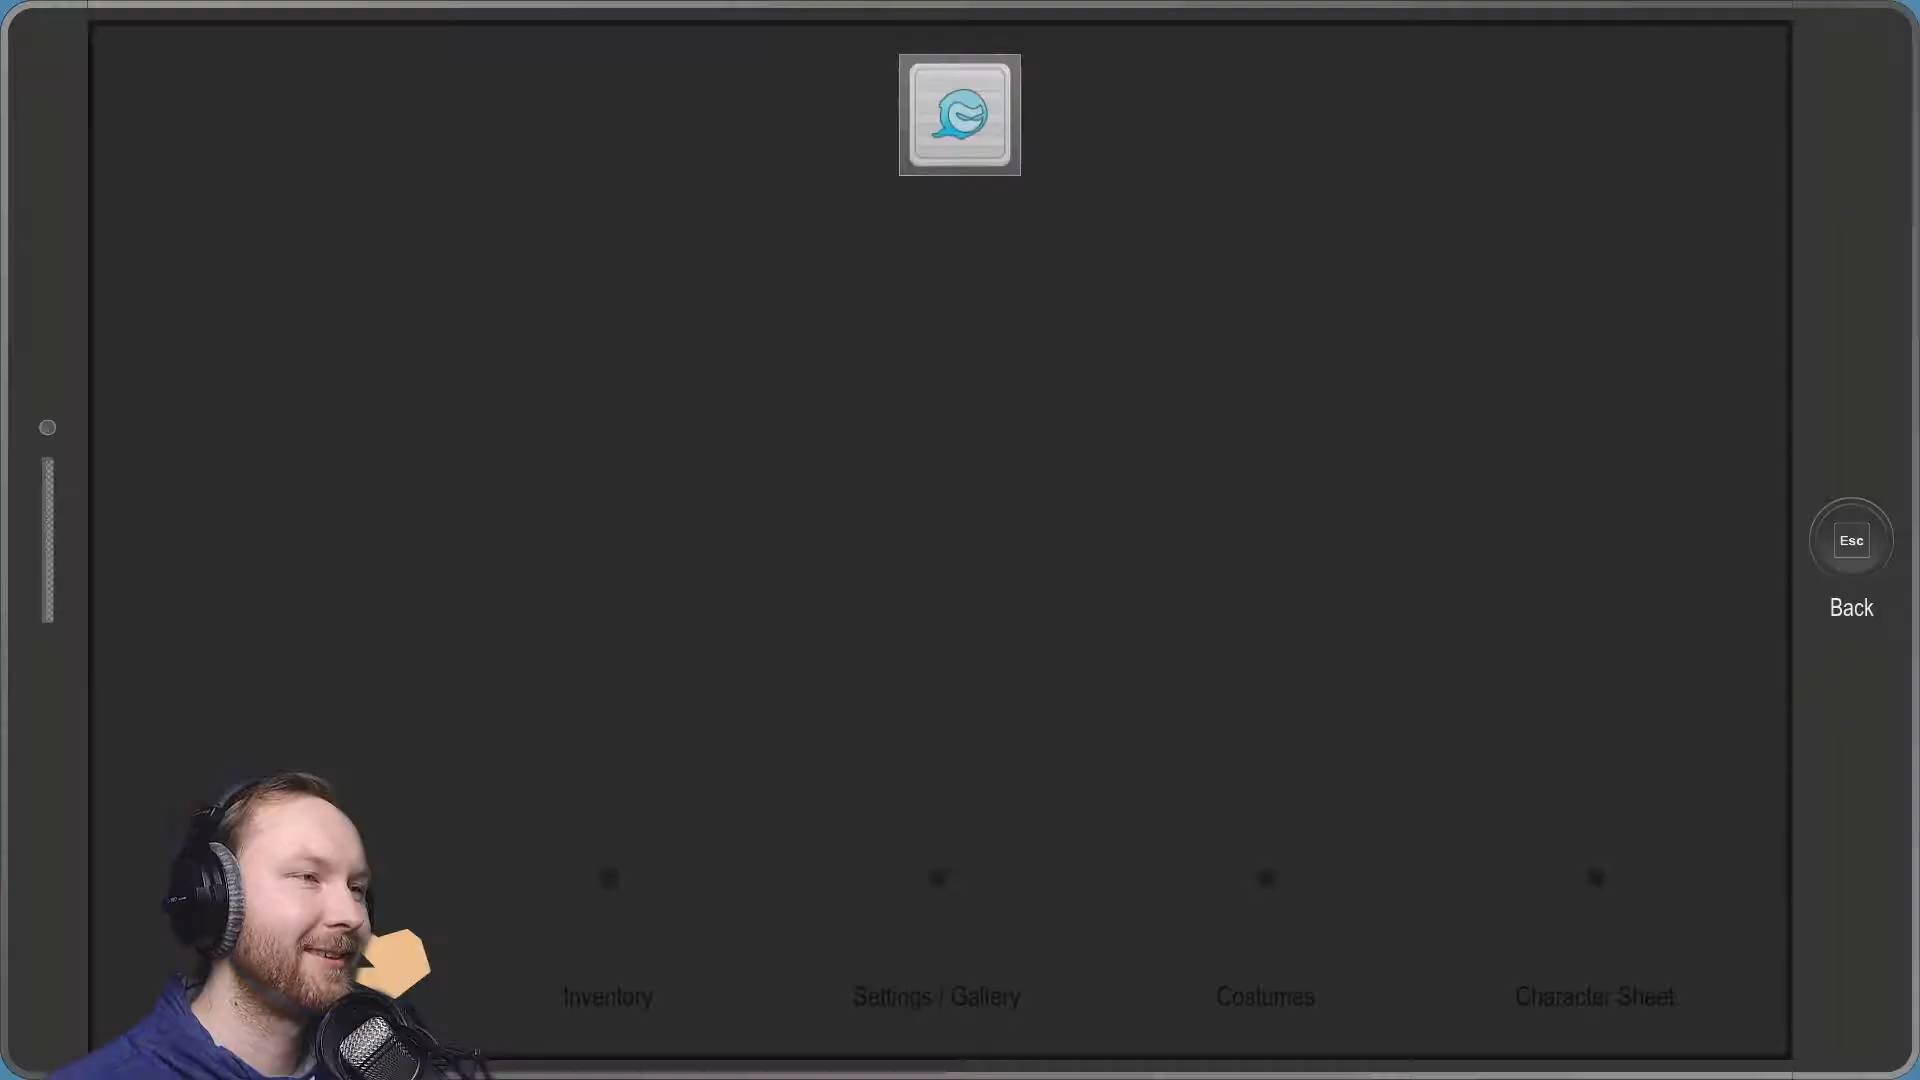 Esc
Back
Inventory
Settings / Gallery
Costumes
Character Sheet